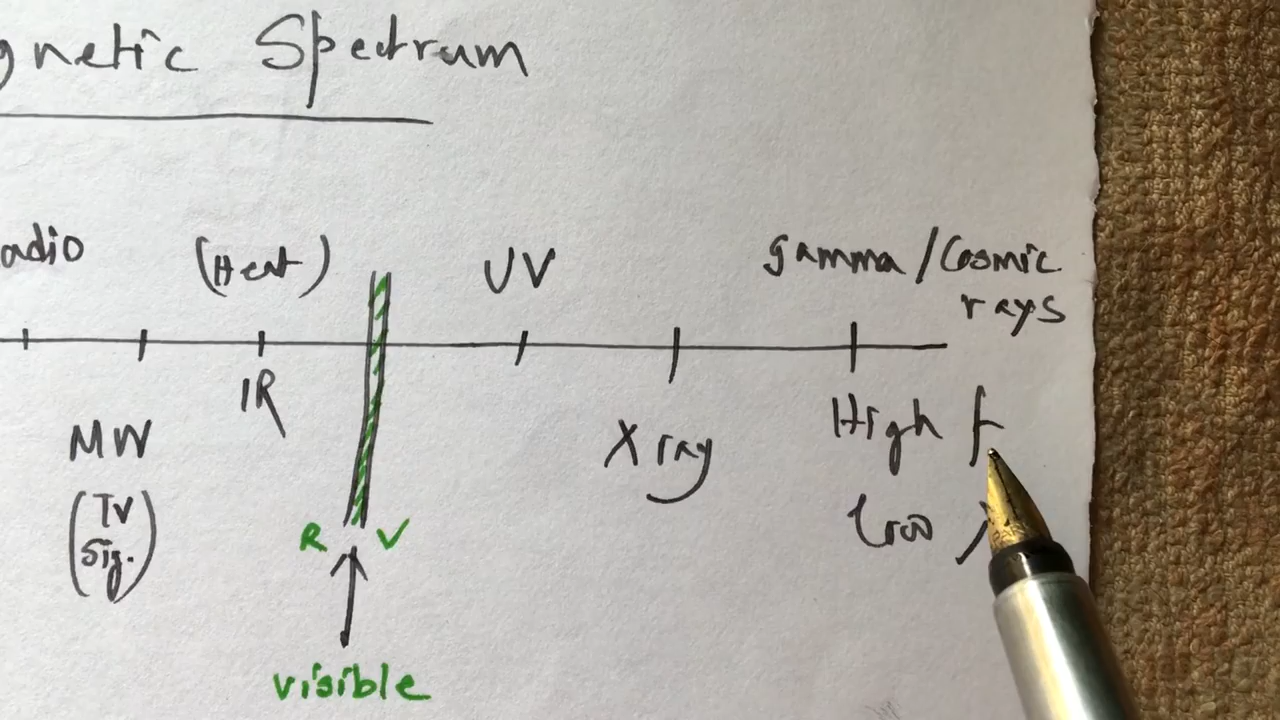 gnetic Spectrum
adio
(Heat)
UV
gamma/Cosmic
rays
IR
MW
(TV
Sig.)
X ray
High f
Low λ
R V
visible